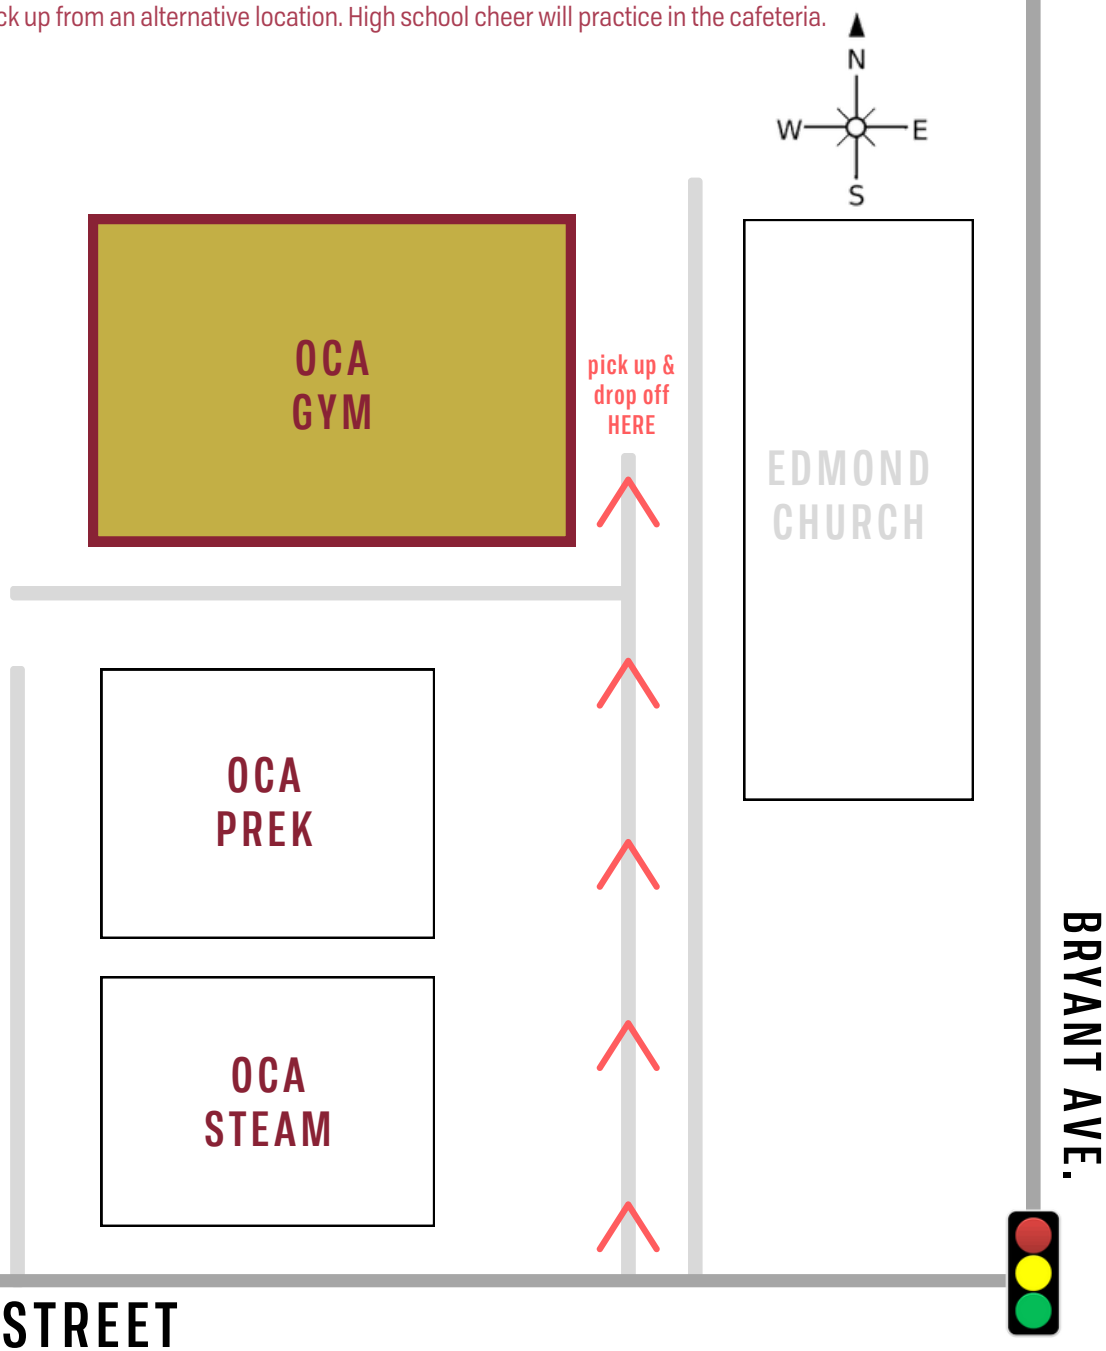 ck up from an alternative location. High school cheer will practice in the cafeteria.
N
W
E
S
OCA
GYM
pick up &
drop off
HERE
EDMOND
CHURCH
OCA
PREK
BRYANT AVE.
OCA
STEAM
STREET